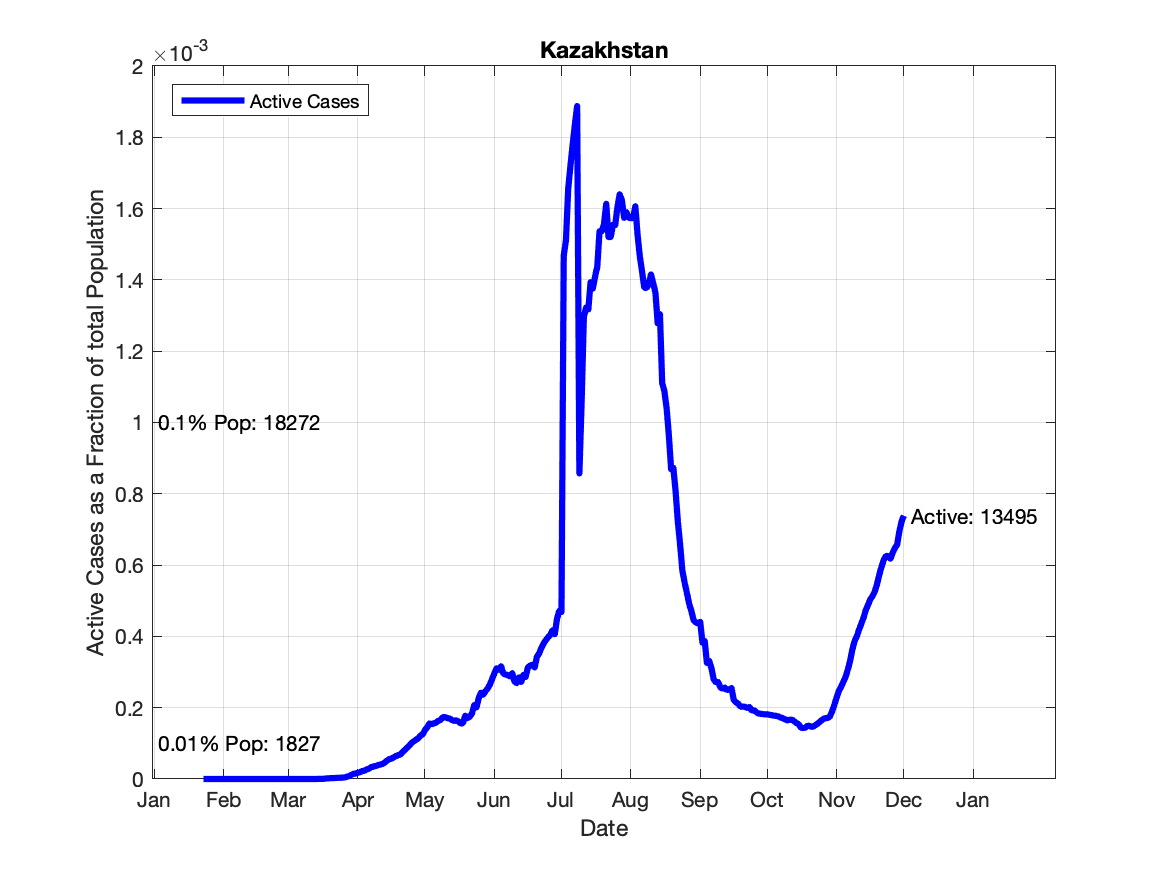 Kazakhstan
×10-3
Active Cases
2
1.8
1.6
1.4
1.2
1
0.8
0.6
0.4
0.2
0
Active Cases as a Fraction of total Population
0.1% Pop: 18272
0.01% Pop: 1827
Active: 13495
Jan Feb Mar Apr May Jun Jul Aug Sep Oct Nov Dec Jan
Date